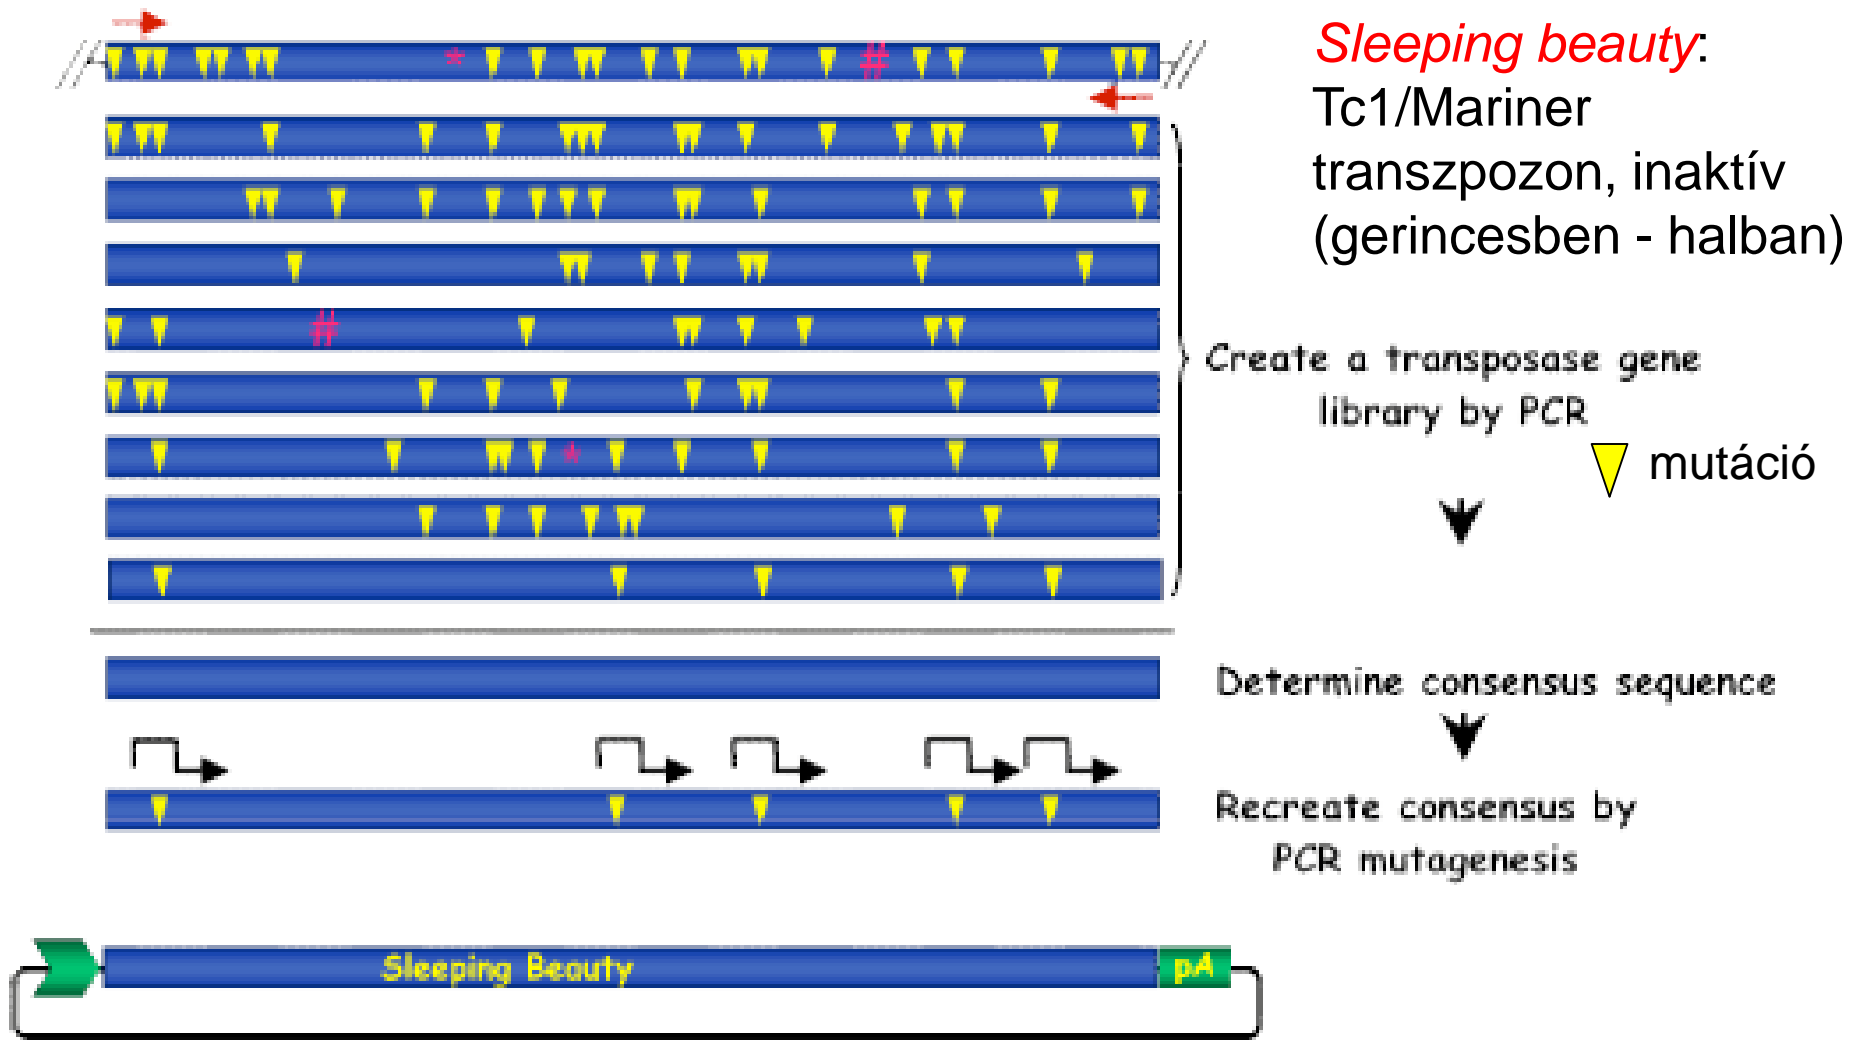 Sleeping beauty:
Tc1/Mariner
transzpozon, inaktív
(gerincesben - halban)
*
#
#
*
Create a transposase gene
library by PCR
mutáció
Determine consensus sequence
Recreate consensus by
PCR mutagenesis
Sleeping Beauty
pA